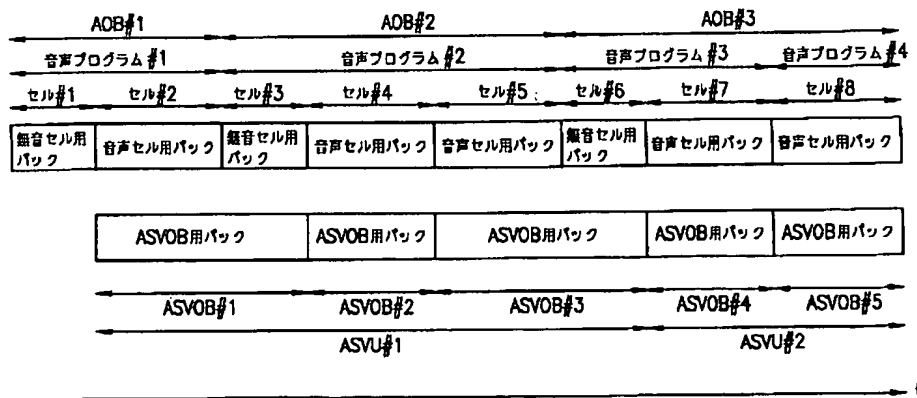 AOB#1 AOB#2 AOB#3
音声プログラム#1 音声プログラム#2 音声プログラム#3 音声プログラム#4
セル#1 セル#2 セル#3 セル#4 セル#5 セル#6 セル#7 セル#8
無音セル用パック 音声セル用パック 無音セル用パック 音声セル用パック 音声セル用パック 無音セル用パック 音声セル用パック 音声セル用パック
ASVOB用パック ASVOB用パック ASVOB用パック ASVOB用パック ASVOB用パック
ASVOB#1 ASVOB#2 ASVOB#3 ASVOB#4 ASVOB#5
ASVU#1 ASVU#2